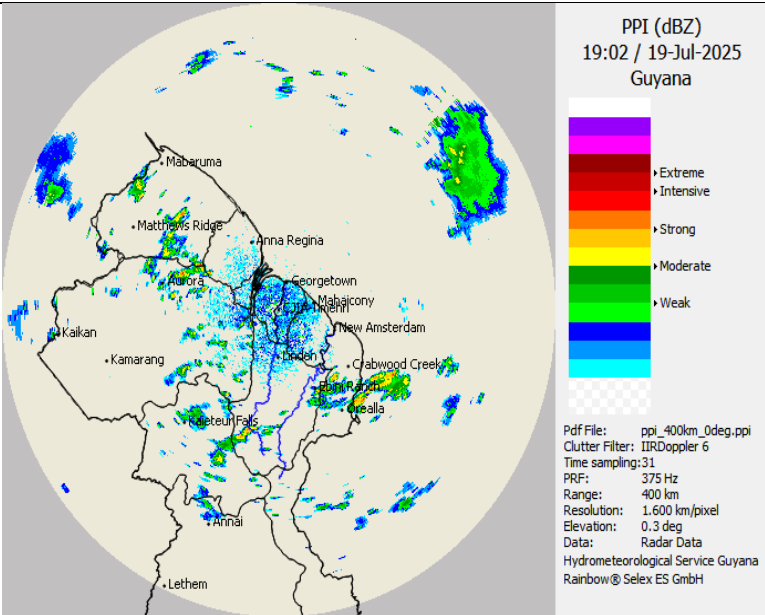 PPI (dBZ)
19:02 / 19-Jul-2025
Guyana
Extreme
Intensive
Strong
Moderate
Weak
Pdf File: ppi_400km_0deg.ppi
Clutter Filter: IIRDoppler 6
Time sampling:31
PRF: 375 Hz
Range: 400 km
Resolution: 1.600 km/pixel
Elevation: 0.3 deg
Data: Radar Data
Hydrometeorological Service Guyana
Rainbow® Selex ES GmbH
Mabaruma
Matthews Ridge
Anna Regina
Aurora
Georgetown
Mahaicony
Timehri
New Amsterdam
Kaikan
Linden
Kamarang
Crabwood Creek
Ebini Ranch
Orealla
Kaieteur Falls
Annai
Lethem